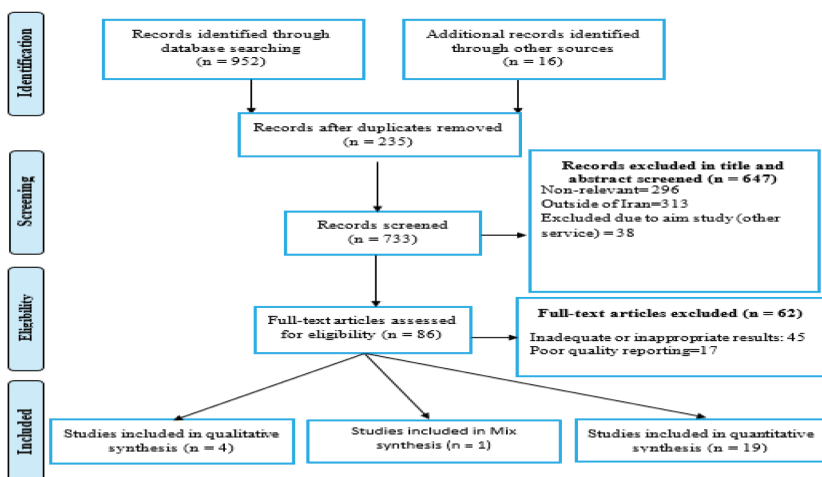 Identification
Records identified through
database searching
(n = 952)
Additional records identified
through other sources
(n = 16)
Records after duplicates removed
(n = 235)
Screening
Records excluded in title and
abstract screened (n = 647)
Non-relevant=296
Outside of Iran=313
Excluded due to aim study (other
service) = 38
Records screened
(n = 733)
Eligibility
Full-text articles assessed
for eligibility (n = 86)
Full-text articles excluded (n = 62)
Inadequate or inappropriate results: 45
Poor quality reporting=17
Included
Studies included in qualitative
synthesis (n = 4)
Studies included in Mix
synthesis (n = 1)
Studies included in quantitative
synthesis (n = 19)